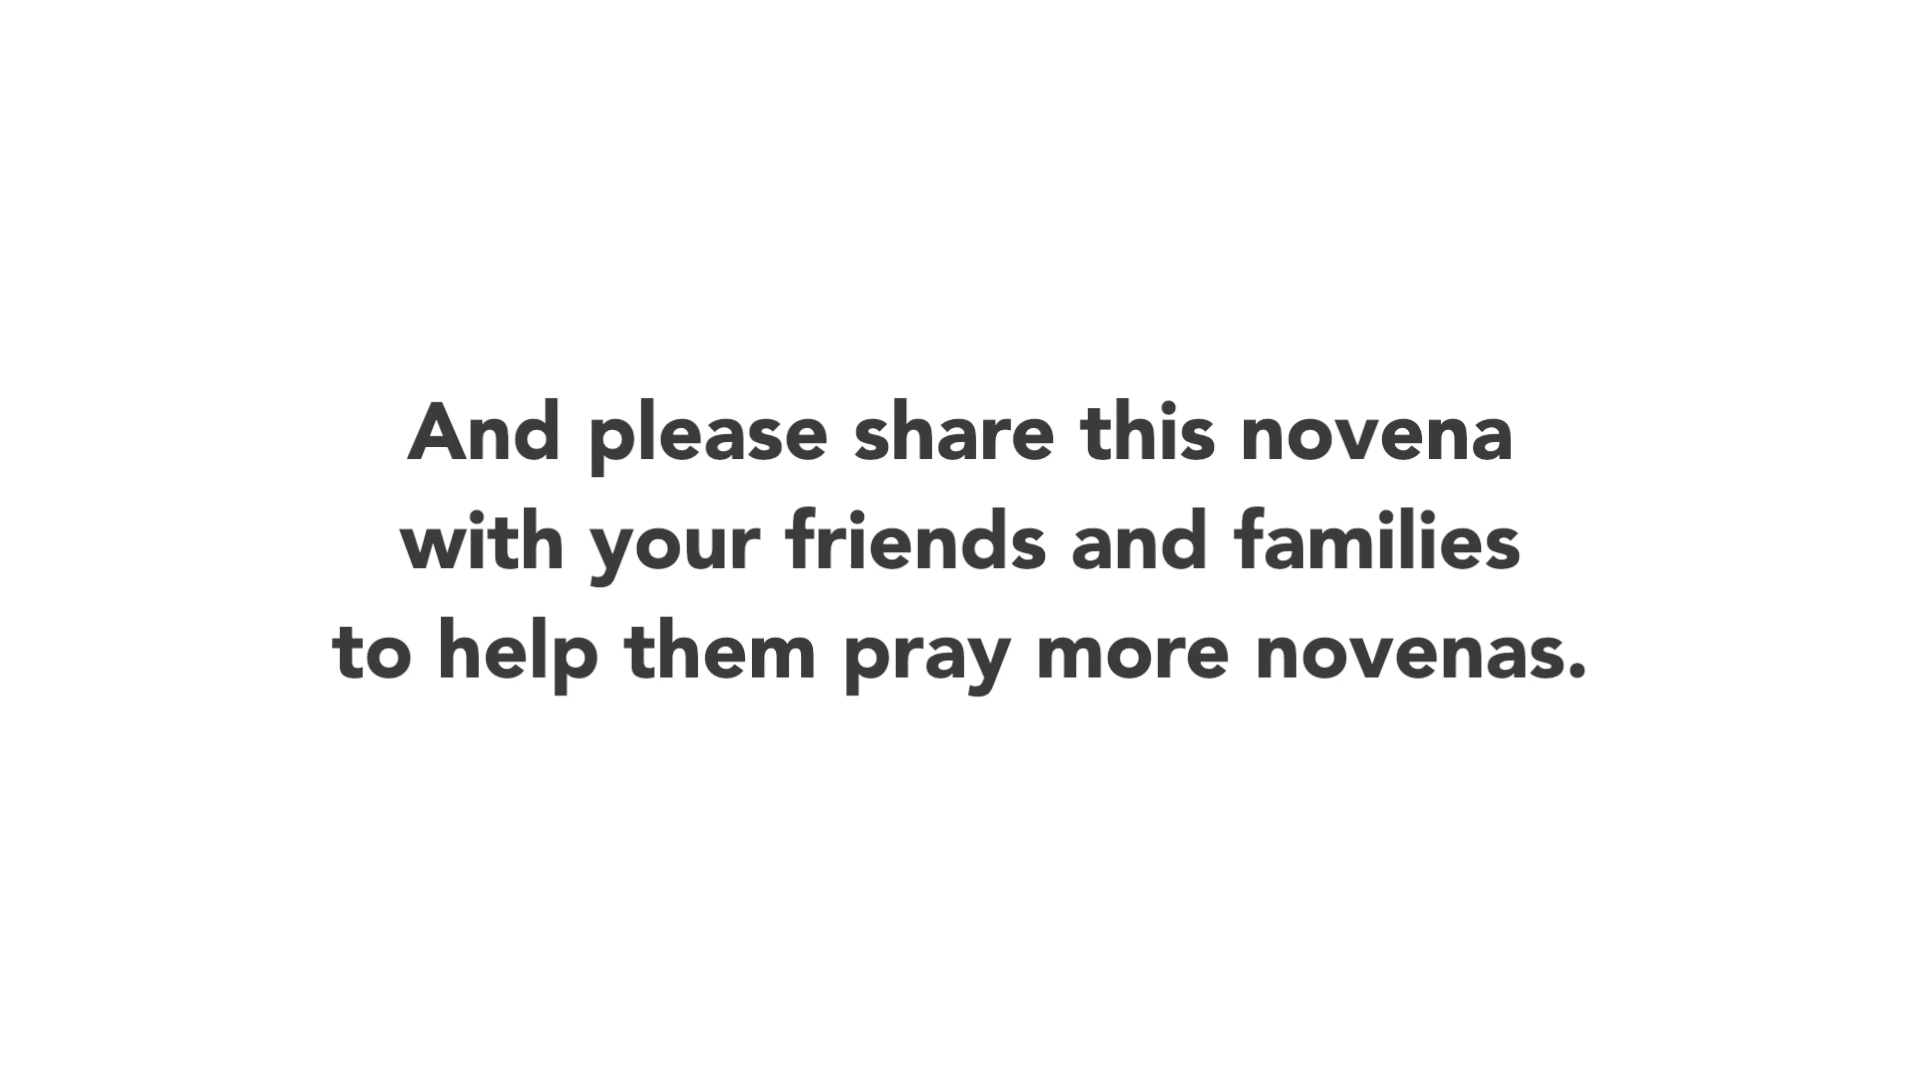 And please share this novena
with your friends and families
to help them pray more novenas.